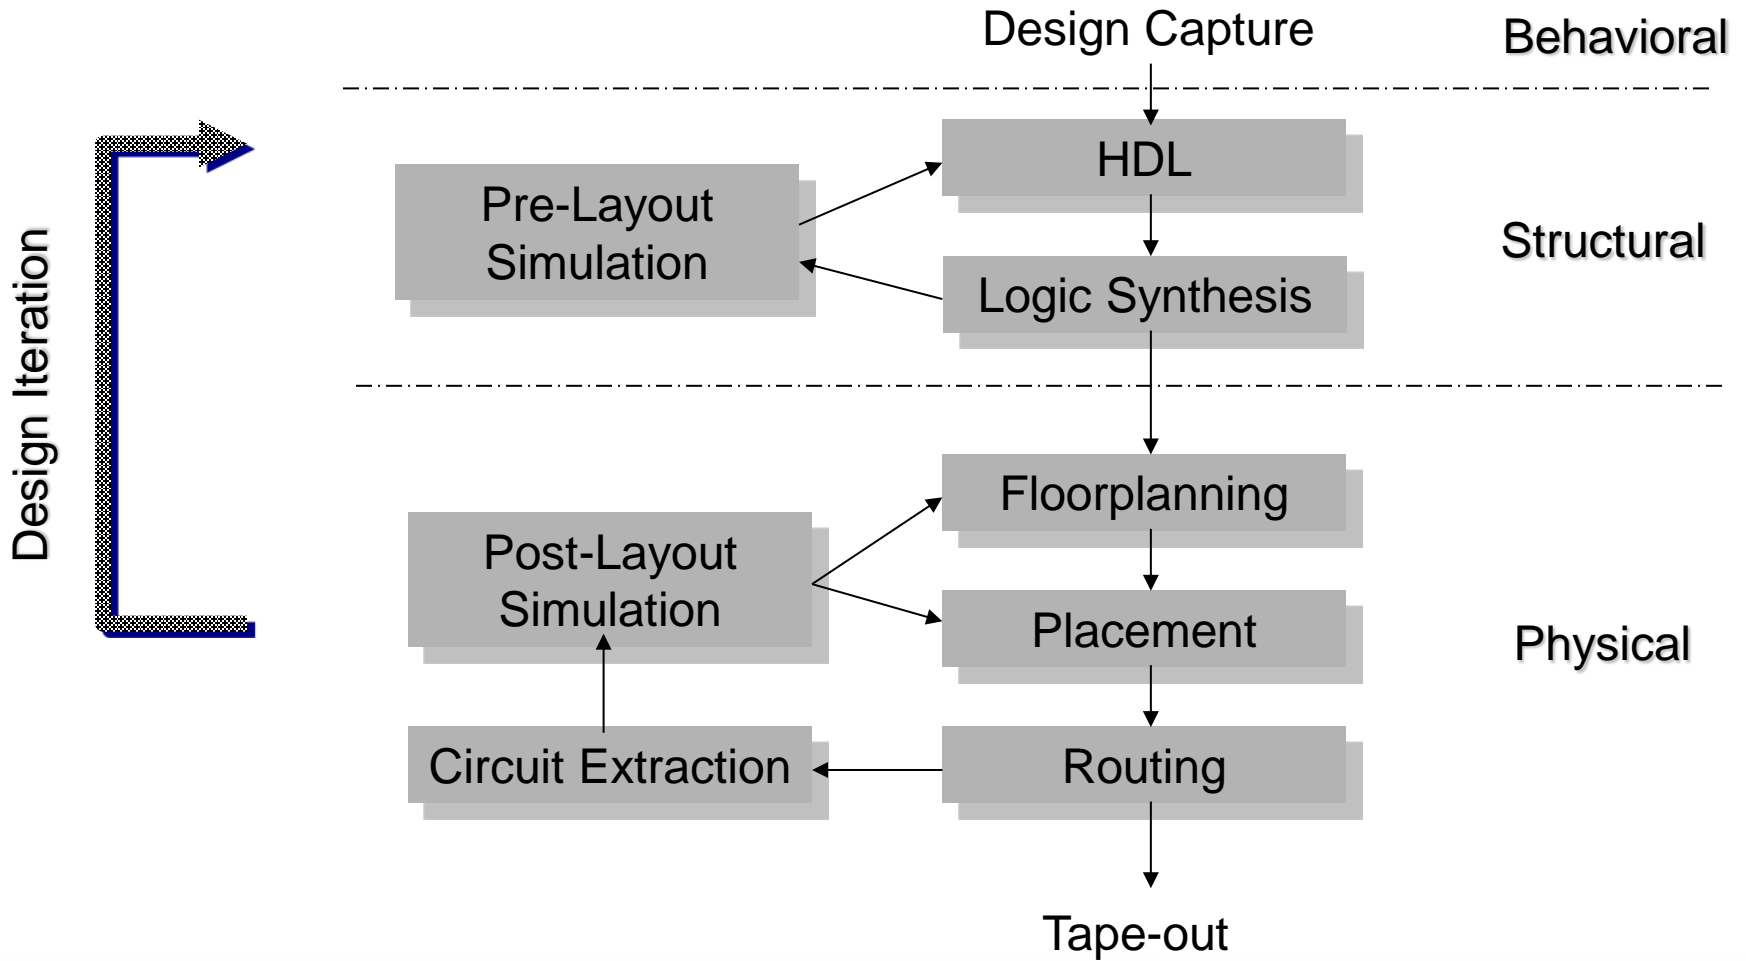 Design Capture
Behavioral
HDL
Pre-Layout
Simulation
Structural
Logic Synthesis
Design Iteration
Floorplanning
Post-Layout
Simulation
Placement
Physical
Circuit Extraction
Routing
Tape-out